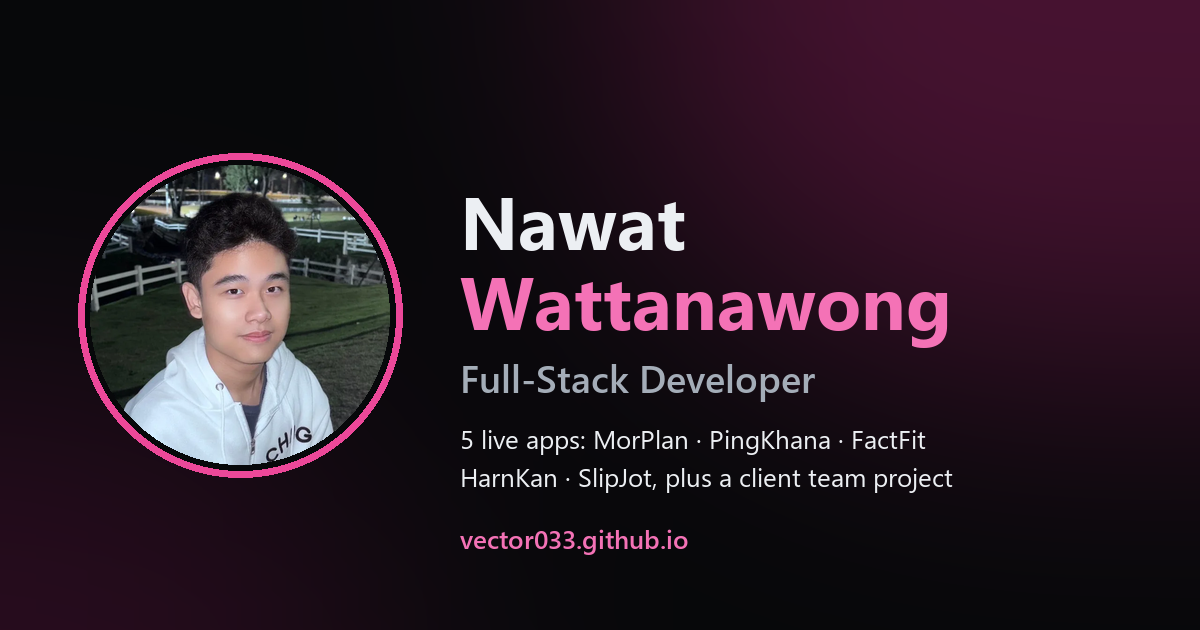 Nawat
Wattanawong
Full-Stack Developer
5 live apps: MorPlan · PingKhana · FactFit
HarnKan · SlipJot, plus a client team project
vector033.github.io